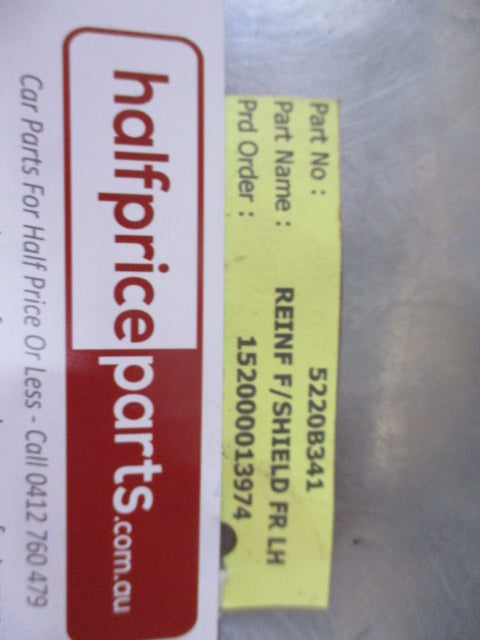 Part No : 5220B341
Part Name : REINF F/SHIELD FR LH
Prd Order : 152000013974
halfpriceparts.com.au
Car Parts For Half Price Or Less - Call 0412 760 479